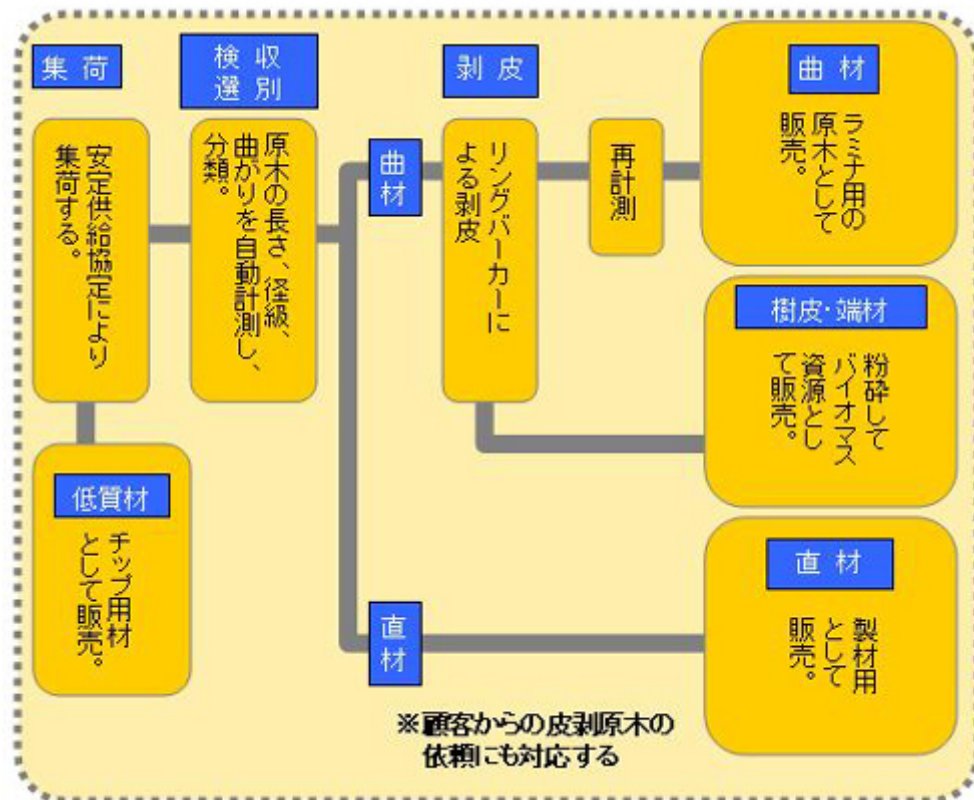 集荷
安定供給協定により
集荷する。
低質材
チップ用材
として販売。
検収
選別
原木の長さ、径級、
曲がりを自動計測し、
分類。
曲材
直材
剥皮
リングバーカーに
よる剥皮
再計測
曲材
ラミナ用の
原木として
販売。
樹皮・端材
粉砕して
バイオマス
資源とし
て販売。
直材
製材用
として
販売。
※顧客からの皮剥原木の
依頼にも対応する